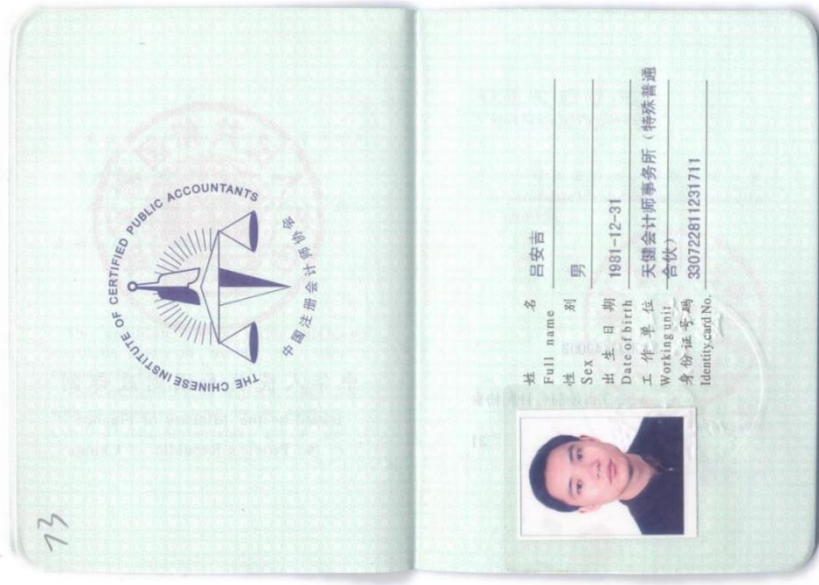 THE CHINESE INSTITUTE OF CERTIFIED PUBLIC ACCOUNTANTS
中国注册会计师协会
73
姓 名 吕安吉
Full name
性 别 男
Sex
出 生 日 期 1981-12-31
Date of birth
工 作 单 位 天健会计师事务所（特殊普通
Working unit 合伙）
身份证号码 330722811231711
Identity card No.